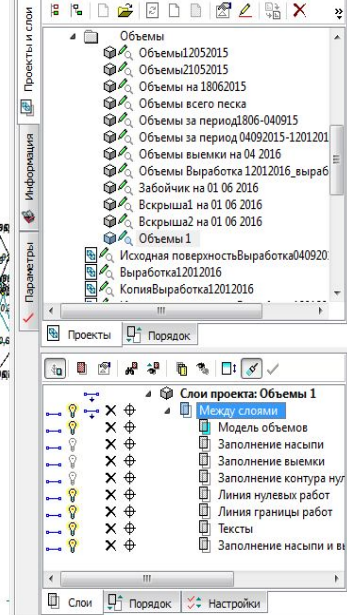 Проекты и слои
Информация
Параметры
Объемы
Объемы12052015
Объемы21052015
Объемы на 18062015
Объемы всего песка
Объемы за период1806-040915
Объемы за период 04092015-1201201
Объемы выемки на 04 2016
Объемы Выработка 12012016_выраб
Забойчик на 01 06 2016
Вскрыша1 на 01 06 2016
Вскрыша2 на 01 06 2016
Объемы 1
Исходная поверхностьВыработка040920
Выработка12012016
КопияВыработка12012016
Проекты
Порядок
Слои проекта: Объемы 1
Между слоями
Модель объемов
Заполнение насыпи
Заполнение выемки
Заполнение контура нул
Линия нулевых работ
Линия границы работ
Тексты
Заполнение насыпи и вы
Слои
Порядок
Настройки